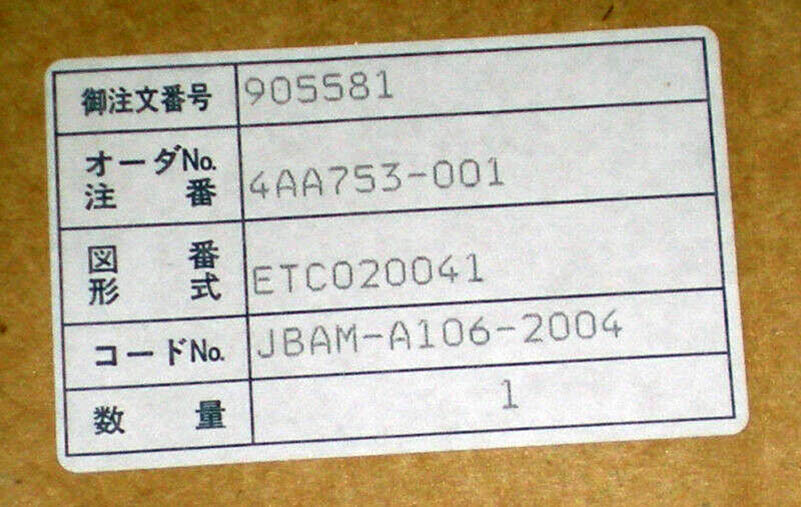 御注文番号 905581
オーダNo.
注番 4AA753-001
図番
形式 ETC020041
コードNo. JBAM-A106-2004
数量 1